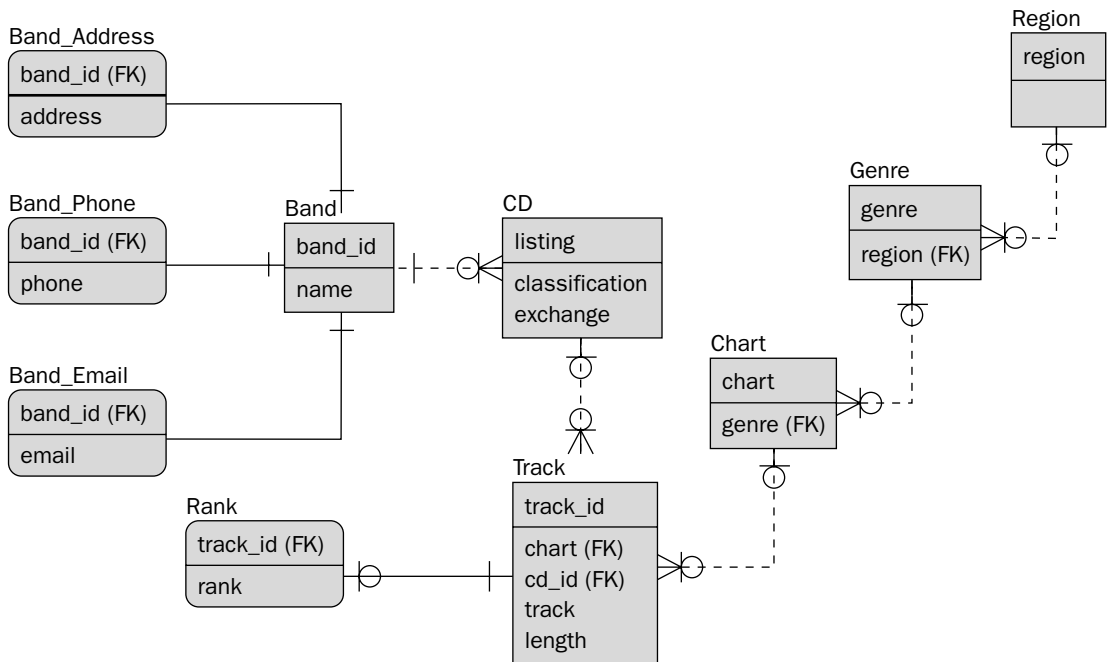 Band_Address
band_id (FK)
address
Band_Phone
band_id (FK)
phone
Band_Email
band_id (FK)
email
Band
band_id
name
CD
listing
classification
exchange
Rank
track_id (FK)
rank
Track
track_id
chart (FK)
cd_id (FK)
track
length
Chart
chart
genre (FK)
Genre
genre
region (FK)
Region
region